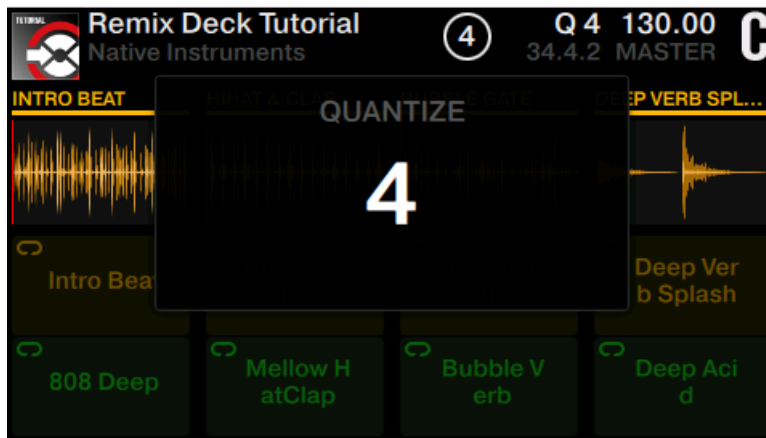 TUTORIAL
Remix Deck Tutorial
4
Q 4 130.00
C
Native Instruments
34.4.2 MASTER
INTRO BEAT
HIHAT & CLAP
BUBBLE GATE
DEEP VERB SPL...
QUANTIZE
4
Intro Bea
Deep Ver
b Splash
808 Deep
Mellow H
atClap
Bubble V
erb
Deep Aci
d